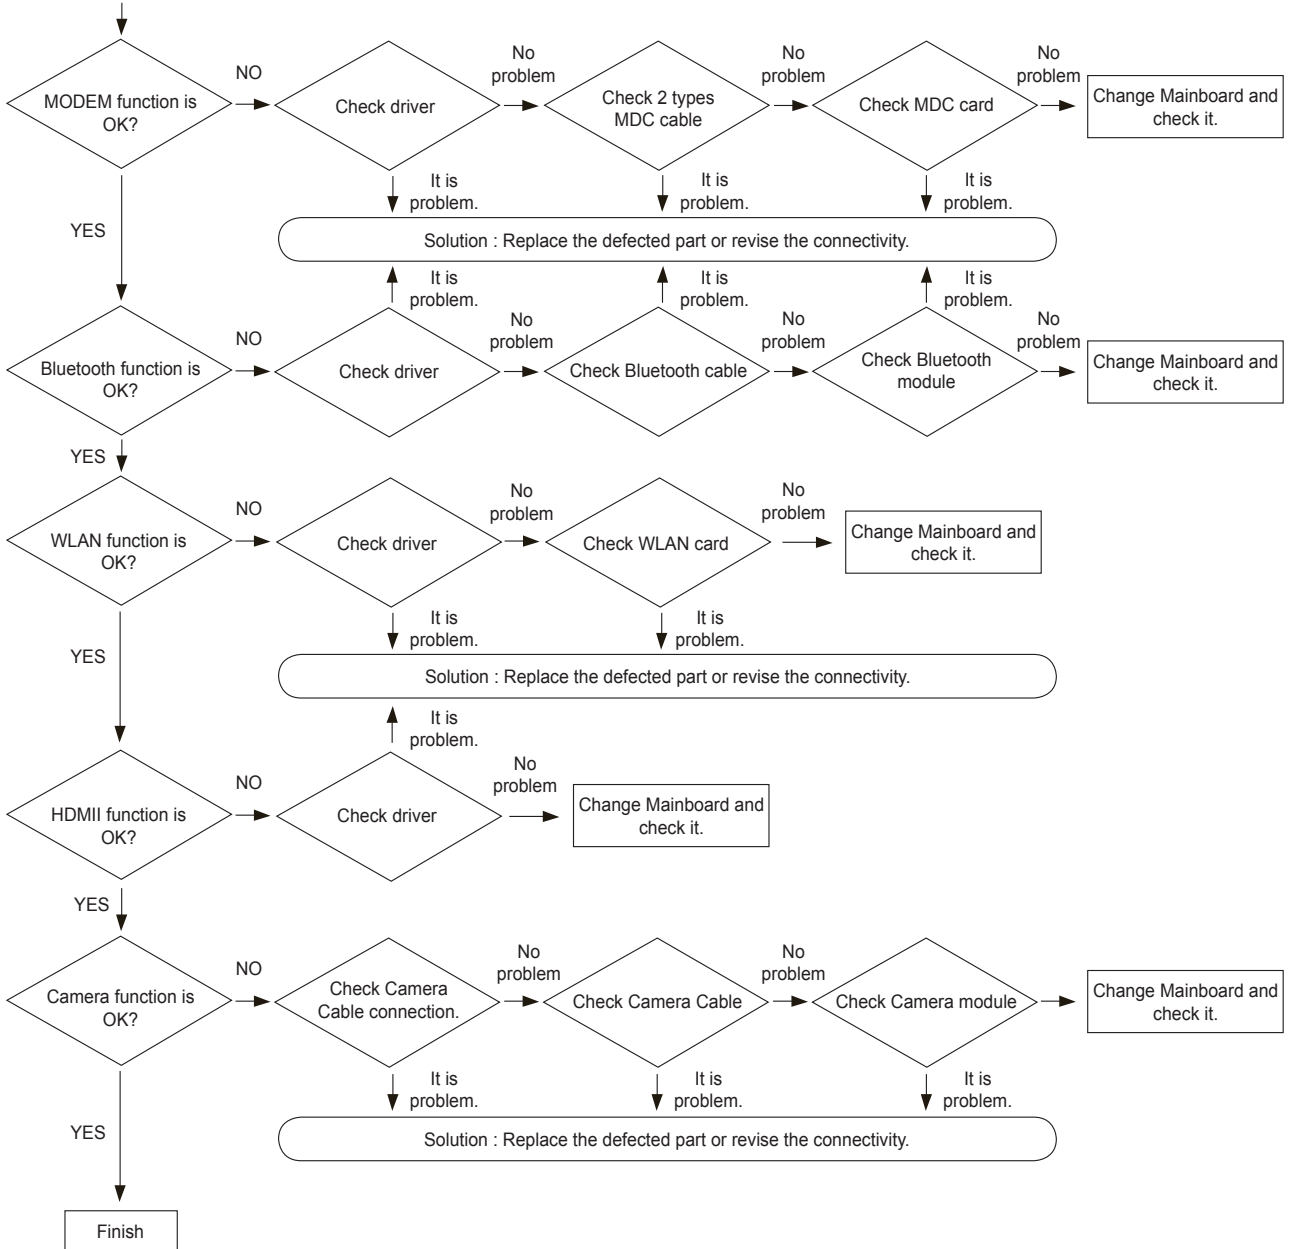 MODEM function is
OK?
NO
Check driver
No
problem
Check 2 types
MDC cable
No
problem
Check MDC card
No
problem
Change Mainboard and
check it.
YES
It is
problem.
It is
problem.
It is
problem.
Solution : Replace the defected part or revise the connectivity.
It is
problem.
It is
problem.
It is
problem.
Bluetooth function is
OK?
NO
Check driver
No
problem
Check Bluetooth cable
No
problem
Check Bluetooth
module
No
problem
Change Mainboard and
check it.
YES
WLAN function is
OK?
NO
Check driver
No
problem
Check WLAN card
No
problem
Change Mainboard and
check it.
YES
It is
problem.
It is
problem.
Solution : Replace the defected part or revise the connectivity.
It is
problem.
HDMII function is
OK?
NO
Check driver
No
problem
Change Mainboard and
check it.
YES
Camera function is
OK?
NO
Check Camera
Cable connection.
No
problem
Check Camera Cable
No
problem
Check Camera module
Change Mainboard and
check it.
YES
It is
problem.
It is
problem.
It is
problem.
Solution : Replace the defected part or revise the connectivity.
Finish